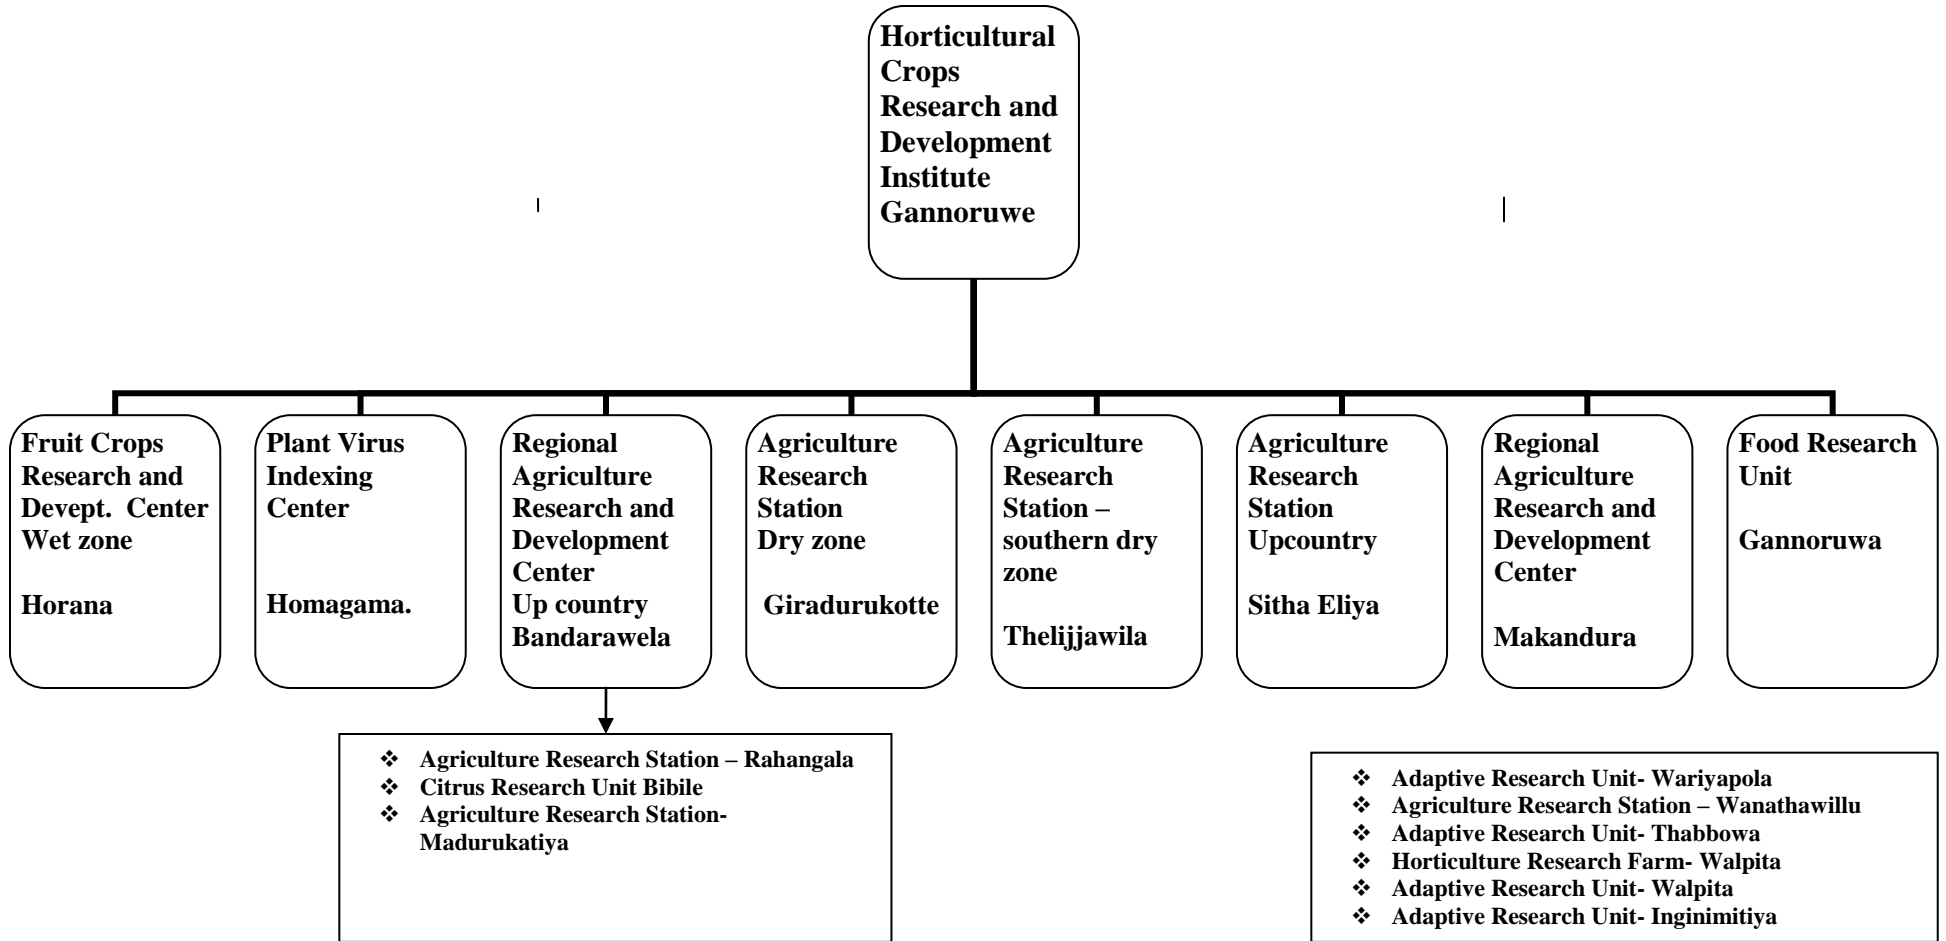 Horticultural
Crops
Research and
Development
Institute
Gannoruwe
Fruit Crops
Research and
Devept. Center
Wet zone
Horana
Plant Virus
Indexing
Center
Homagama.
Regional
Agriculture
Research and
Development
Center
Up country
Bandarawela
Agriculture
Research
Station
Dry zone
Giradurukotte
Agriculture
Research
Station –
southern dry
zone
Thelijjawila
Agriculture
Research
Station
Upcountry
Sitha Eliya
Regional
Agriculture
Research and
Development
Center
Makandura
Food Research
Unit
Gannoruwa
❖ Agriculture Research Station – Rahangala
❖ Citrus Research Unit Bibile
❖ Agriculture Research Station-
Madurukatiya
❖ Adaptive Research Unit- Wariyapola
❖ Agriculture Research Station – Wanathawillu
❖ Adaptive Research Unit- Thabbowa
❖ Horticulture Research Farm- Walpita
❖ Adaptive Research Unit- Walpita
❖ Adaptive Research Unit- Inginimitiya